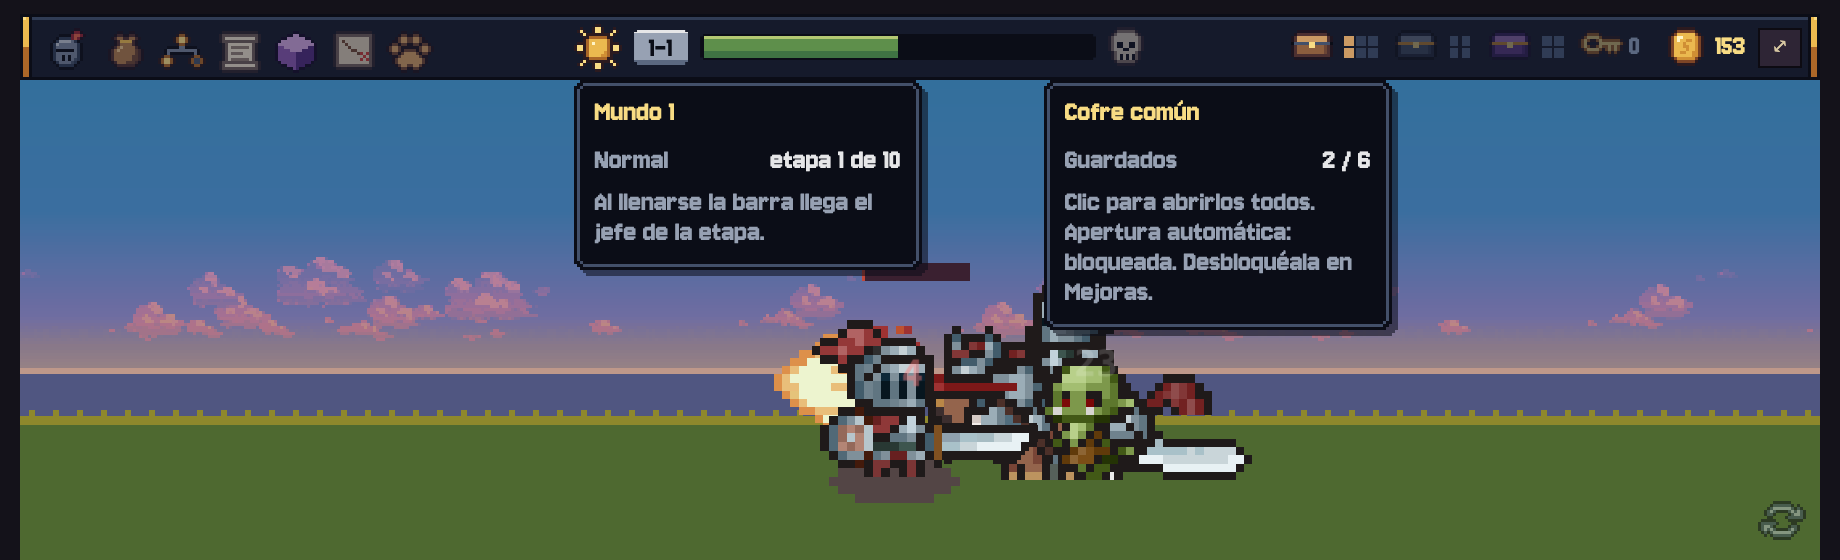 1-1
0
153
Mundo 1
Normal
etapa 1 de 10
Al llenarse la barra llega el
jefe de la etapa.
Cofre común
Guardados
2 / 6
Clic para abrirlos todos.
Apertura automática:
bloqueada. Desbloquéala en
Mejoras.